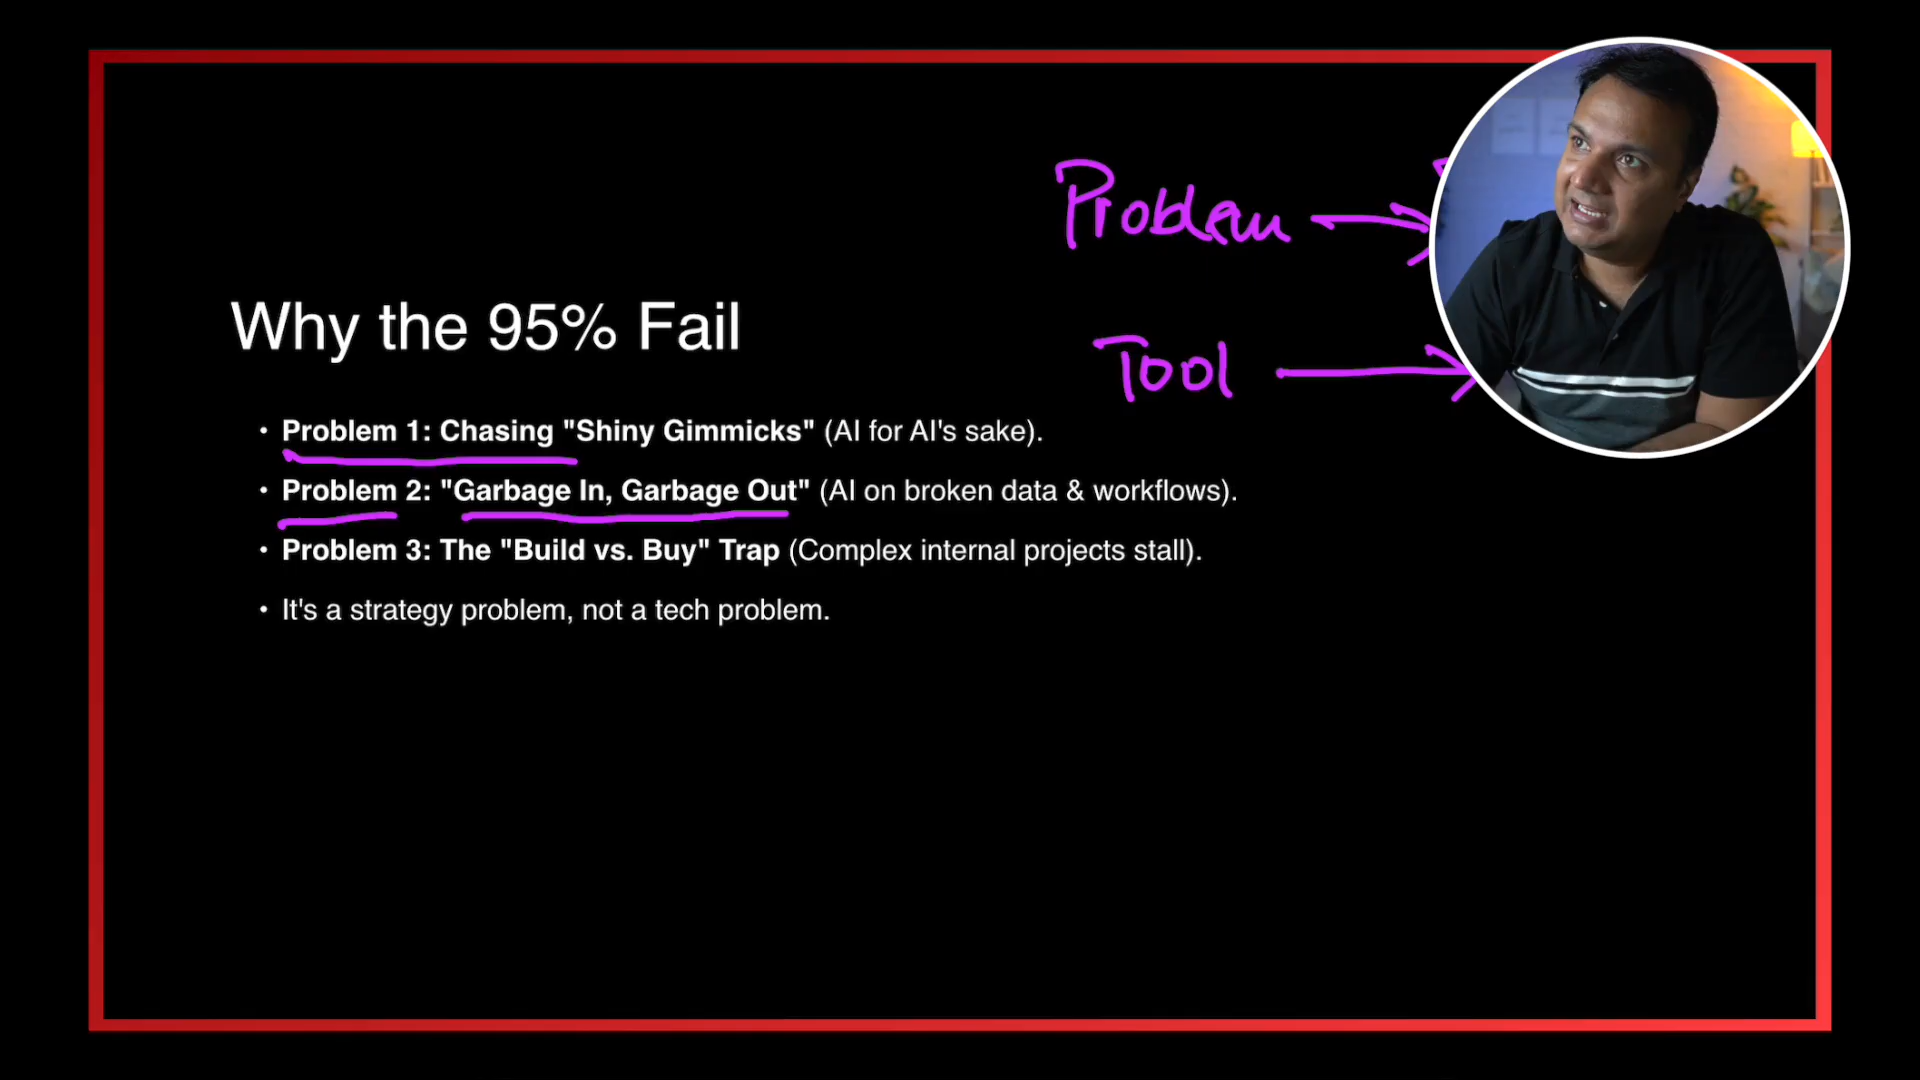 Problem
Tool
Why the 95% Fail
• Problem 1: Chasing "Shiny Gimmicks" (AI for AI's sake).
• Problem 2: "Garbage In, Garbage Out" (AI on broken data & workflows).
• Problem 3: The "Build vs. Buy" Trap (Complex internal projects stall).
• It's a strategy problem, not a tech problem.